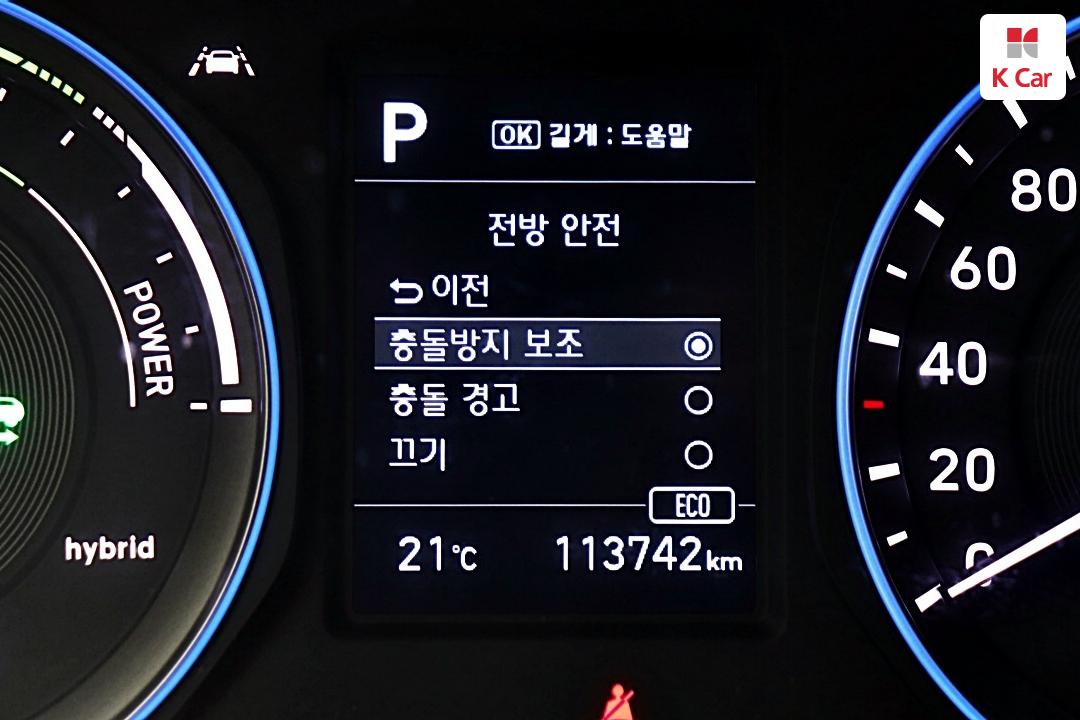 K Car
P
OK 길게 : 도움말
전방 안전
이전
충돌방지 보조
충돌 경고
끄기
ECO
21°C 113742km
POWER
hybrid
80
60
40
20
0